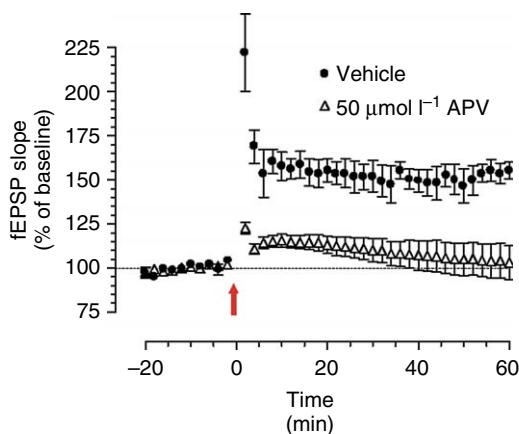 225
200
175
150
125
100
75
fEPSP slope
(% of baseline)
Vehicle
50 μmol l⁻¹ APV
−20
0
20
40
60
Time
(min)